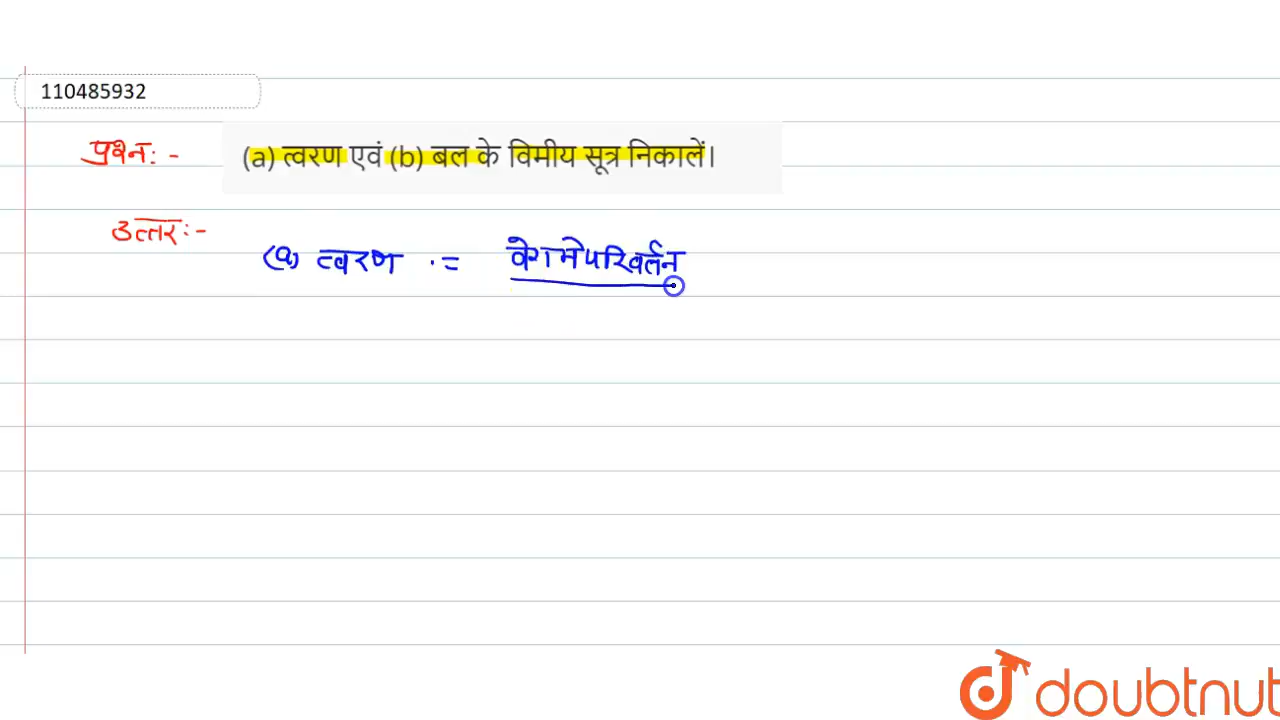 110485932
प्रश्न: - (a) त्वरण एवं (b) बल के विमीय सूत्र निकालें।
उत्तर:-
(a) त्वरण = वेग मे परिवर्तन
doubtnut